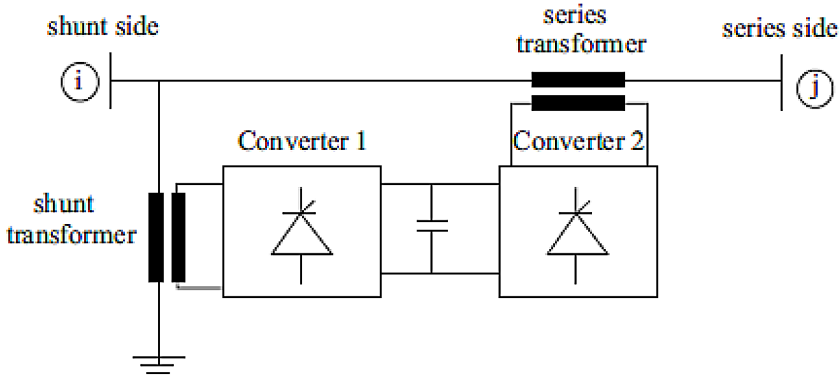 shunt side
series
transformer
series side
i
j
Converter 1
Converter 2
shunt
transformer